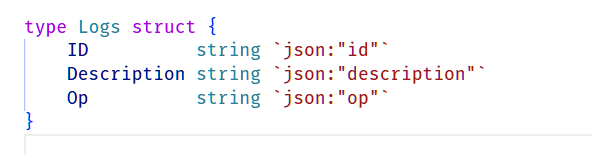 type Logs struct {
    ID          string `json:"id"`
    Description string `json:"description"`
    Op          string `json:"op"`
}